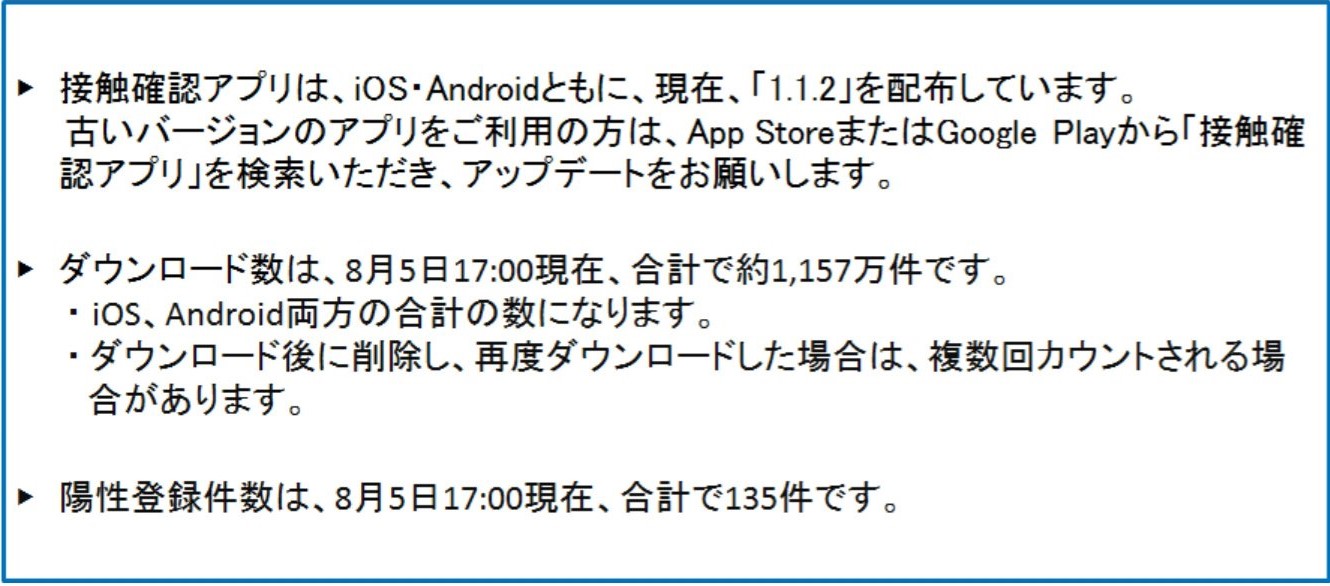 ▶ 接触確認アプリは、iOS・Androidともに、現在、「1.1.2」を配布しています。
古いバージョンのアプリをご利用の方は、App StoreまたはGoogle Playから「接触確
認アプリ」を検索いただき、アップデートをお願いします。
▶ ダウンロード数は、8月5日17:00現在、合計で約1,157万件です。
・iOS、Android両方の合計の数になります。
・ダウンロード後に削除し、再度ダウンロードした場合は、複数回カウントされる場
合があります。
▶ 陽性登録件数は、8月5日17:00現在、合計で135件です。